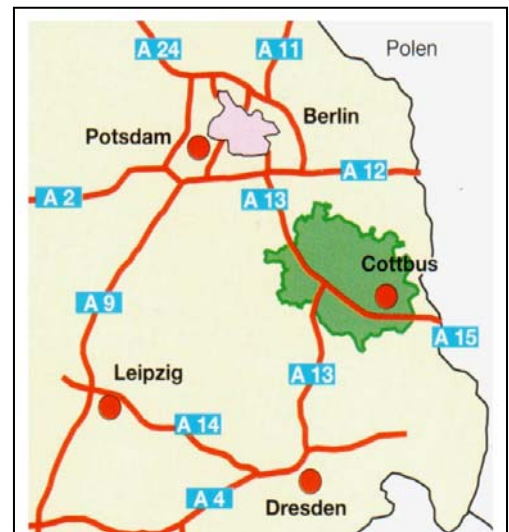 A 24
A 11
Polen
Berlin
Potsdam
A 12
A 2
A 13
Cottbus
A 9
A 15
Leipzig
A 13
A 14
A 4
Dresden